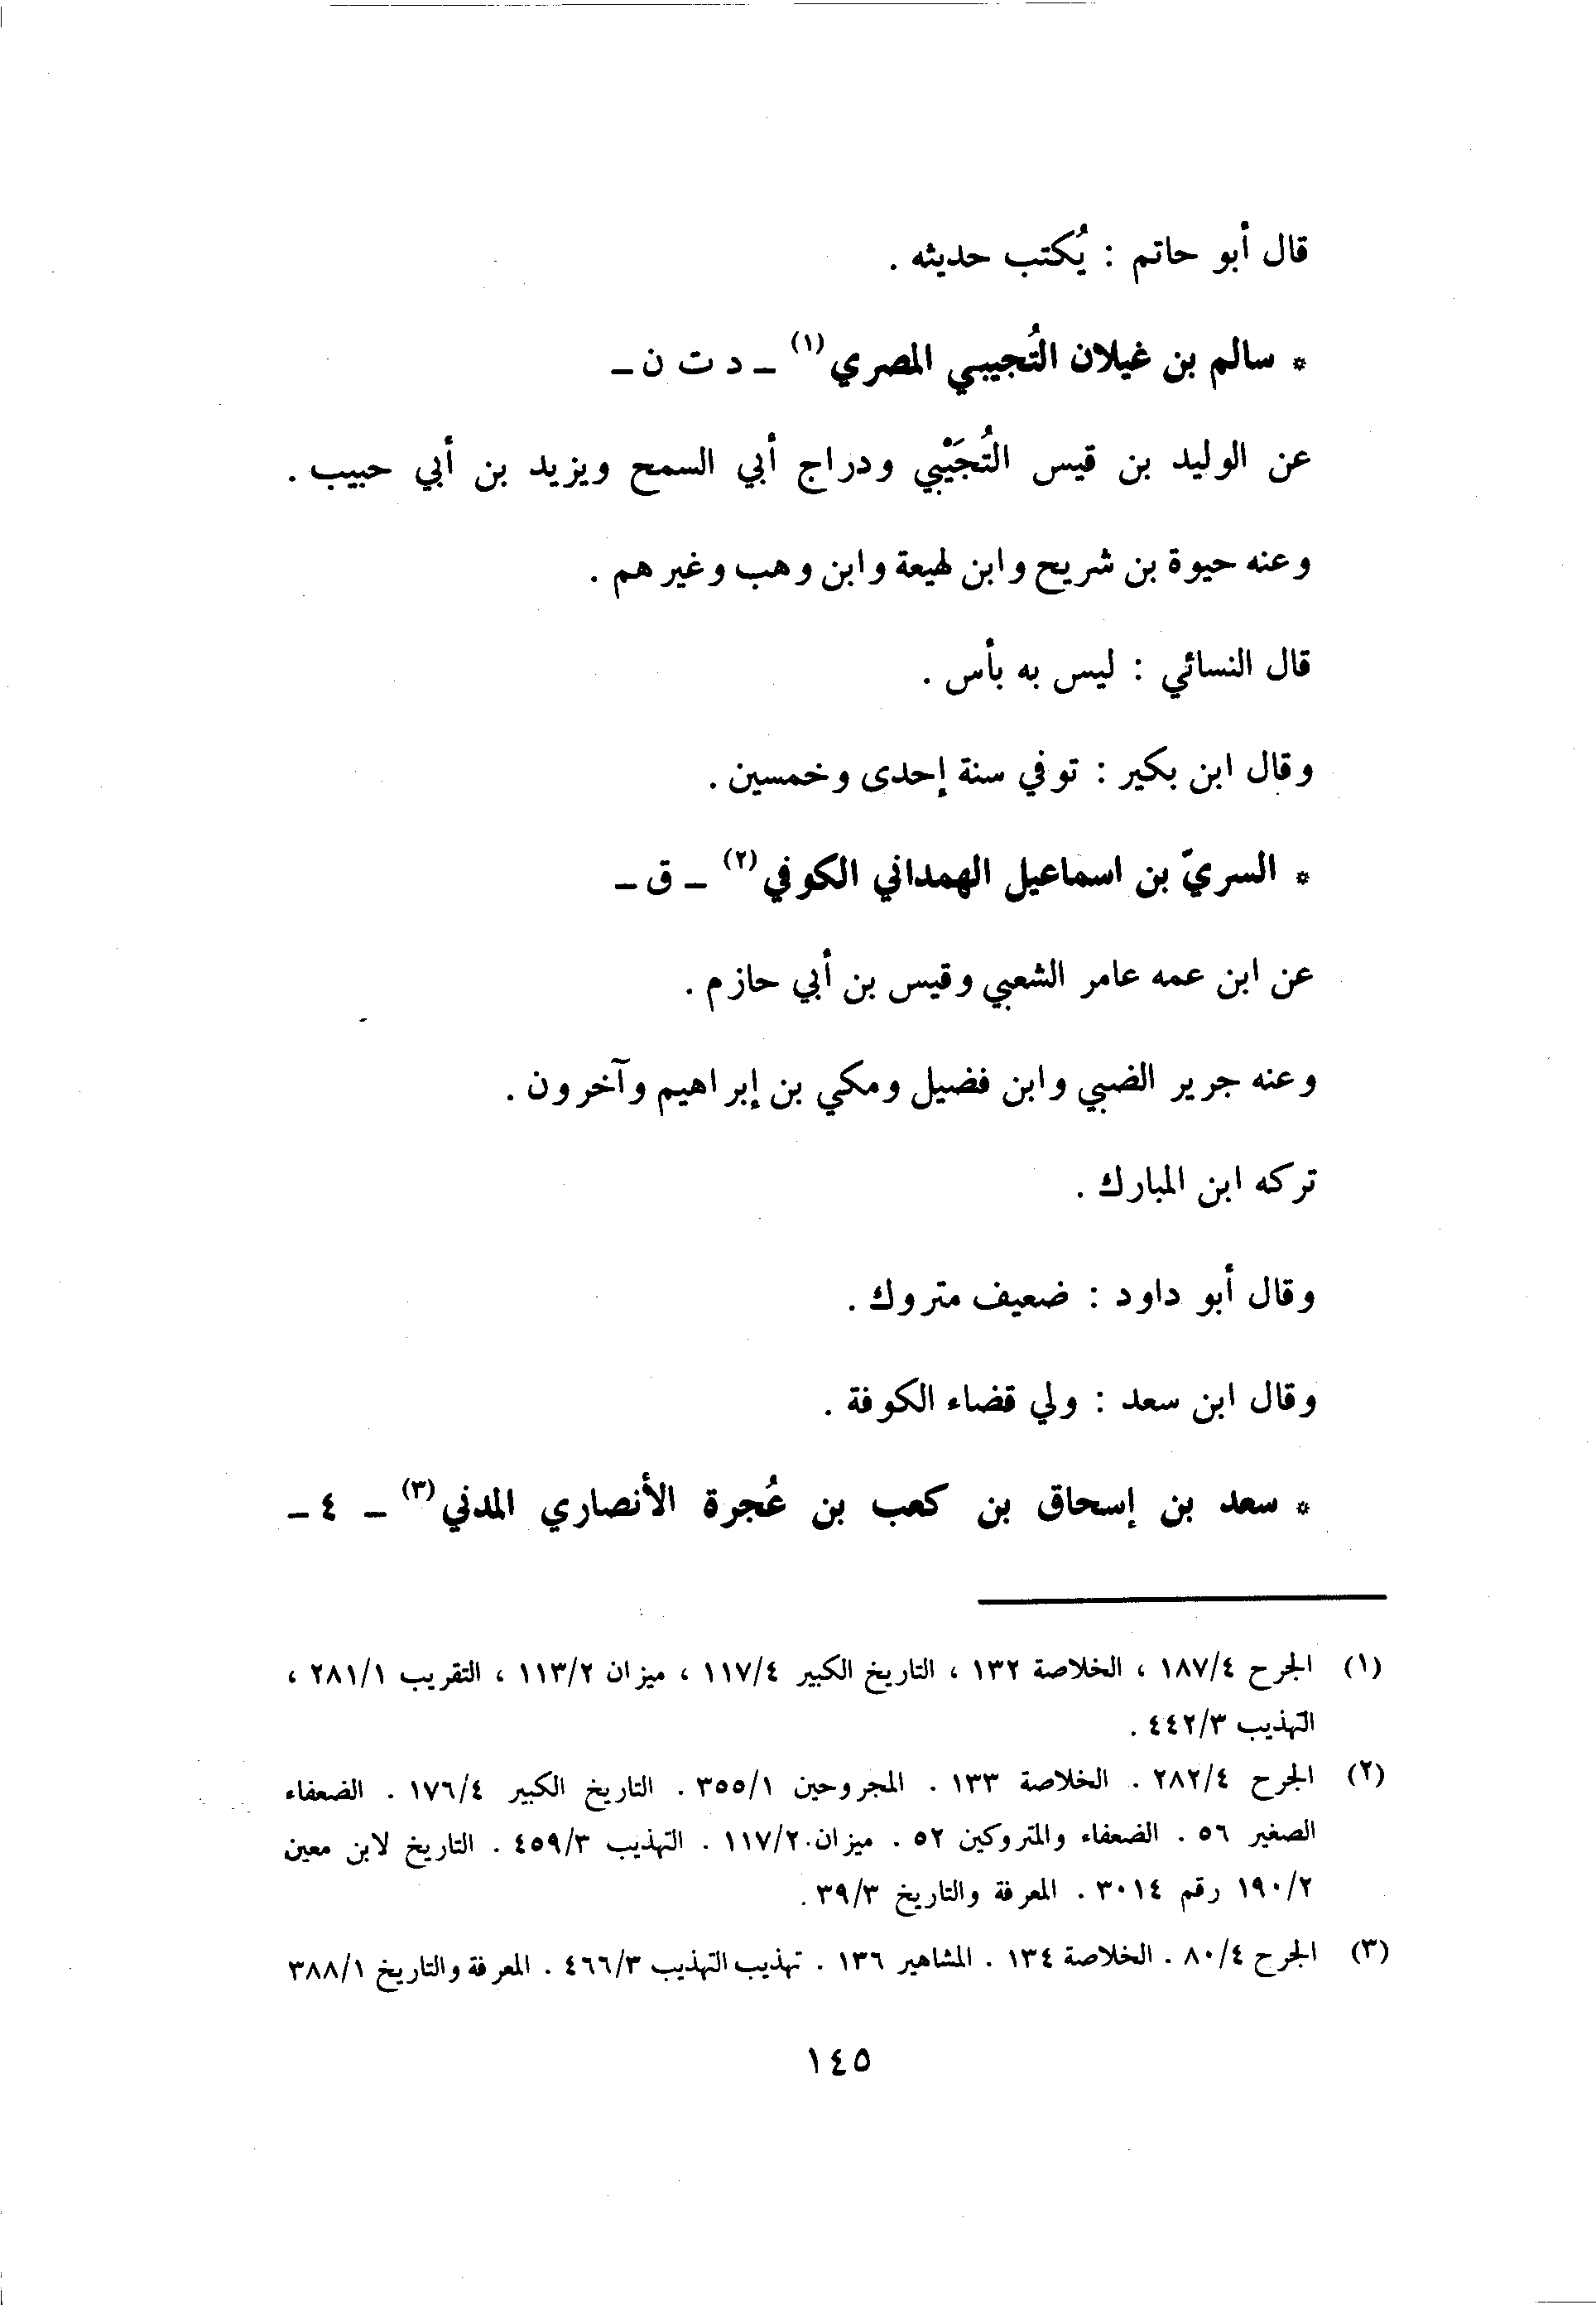 قال أبو حاتم : يُكتب حديثه .
* سالم بن غيلان التُجيبي المصري (١) ـ د ت ن ـ
عن الوليد بن قيس التُجَيْبي ودراج أبي السمح ويزيد بن أبي حبيب .
وعنه حيوة بن شريح وابن لهيعة وابن وهب وغيرهم .
قال النسائي : ليس به بأس .
وقال ابن بكير : توفي سنة إحدى وخمسين .
* السريّ بن اسماعيل الهمداني الكوفي (٢) ـ ق ـ
عن ابن عمه عامر الشعبي وقيس بن أبي حازم .
وعنه جرير الضبي وابن فضيل ومكي بن إبراهيم وآخرون .
تركه ابن المبارك .
وقال أبو داود : ضعيف متروك .
وقال ابن سعد : ولي قضاء الكوفة .
* سعد بن إسحاق بن كعب بن عُجرة الأنصاري المدني (٣) ـ ٤ ـ
(١) الجرح ٤/١٨٧ ، الخلاصة ١٣٢ ، التاريخ الكبير ٤/١١٧ ، ميزان ٢/١١٣ ، التقريب ١/٢٨١ ،
التهذيب ٣/٤٤٢ .
(٢) الجرح ٤/٢٨٢ . الخلاصة ١٣٣ . المجروحين ١/٣٥٥ . التاريخ الكبير ٤/١٧٦ . الضعفاء
الصغير ٥٦ . الضعفاء والمتروكين ٥٢ . ميزان ٢/١١٧ . التهذيب ٣/٤٥٩ . التاريخ لابن معين
٢/١٩٠ رقم ٣٠١٤ . المعرفة والتاريخ ٣/٣٩ .
(٣) الجرح ٤/٨٠ . الخلاصة ١٣٤ . المشاهير ١٣٦ . تهذيب التهذيب ٣/٤٦٦ . المعرفة والتاريخ ١/٣٨٨
١٤٥